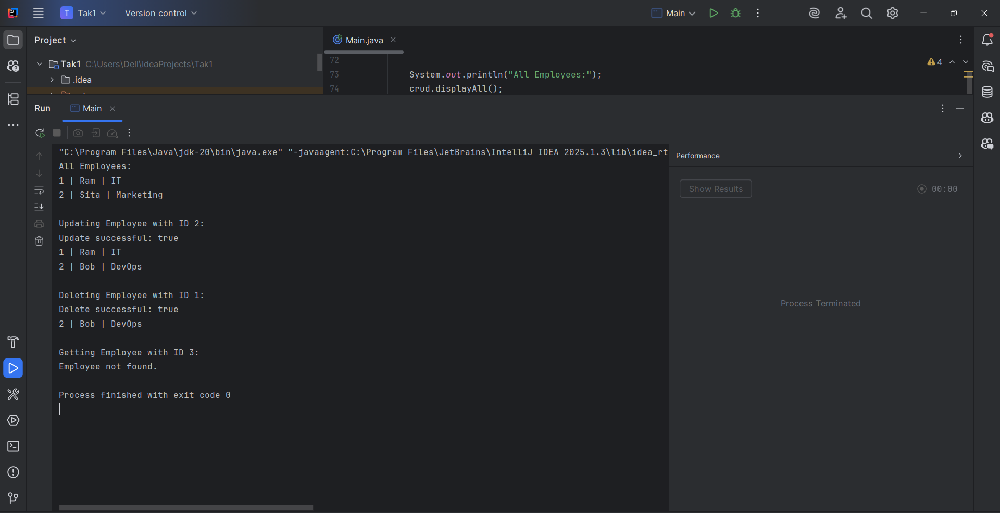 T Tak1 Version control Main
Project
Main.java
Tak1 C:\Users\Dell\IdeaProjects\Tak1
.idea
72
73 System.out.println("All Employees:");
74 crud.displayAll();
4
Run Main
"C:\Program Files\Java\jdk-20\bin\java.exe" "-javaagent:C:\Program Files\JetBrains\IntelliJ IDEA 2025.1.3\lib\idea_rt
All Employees:
1 | Ram | IT
2 | Sita | Marketing
Updating Employee with ID 2:
Update successful: true
1 | Ram | IT
2 | Bob | DevOps
Deleting Employee with ID 1:
Delete successful: true
2 | Bob | DevOps
Getting Employee with ID 3:
Employee not found.
Process finished with exit code 0
Performance
Show Results 00:00
Process Terminated